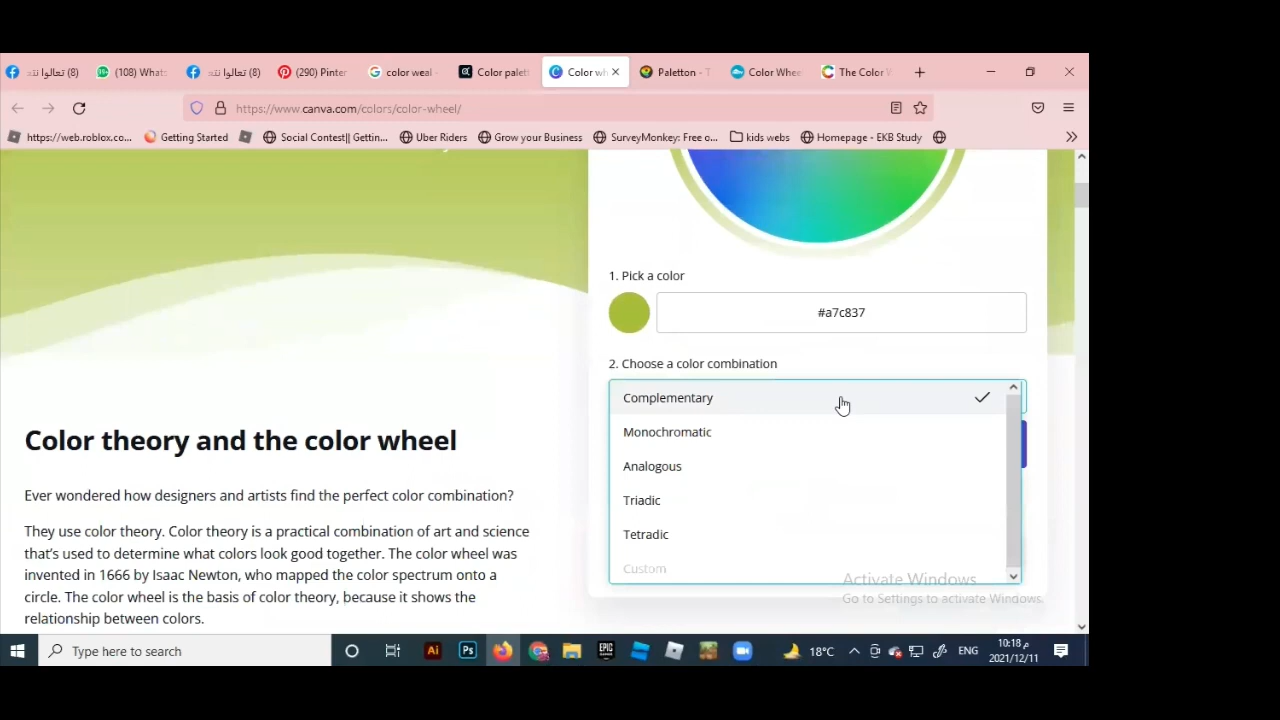 (8) تعالوا نتد
(108) Whats
(8) تعالوا نتد
(290) Pinter
color weal -
Color palet
Color wh
Paletton - T
Color Whee
The Color W
https://www.canva.com/colors/color-wheel/
https://web.roblox.co...
Getting Started
Social Contest|| Gettin...
Uber Riders
Grow your Business
SurveyMonkey: Free o...
kids webs
Homepage - EKB Study
1. Pick a color
#a7c837
2. Choose a color combination
Complementary
Monochromatic
Analogous
Triadic
Tetradic
Custom
Color theory and the color wheel
Ever wondered how designers and artists find the perfect color combination?
They use color theory. Color theory is a practical combination of art and science
that's used to determine what colors look good together. The color wheel was
invented in 1666 by Isaac Newton, who mapped the color spectrum onto a
circle. The color wheel is the basis of color theory, because it shows the
relationship between colors.
Activate Windows
Go to Settings to activate Windows.
Type here to search
Ai
Ps
EPIC
18°C
ENG
10:18 م
2021/12/11